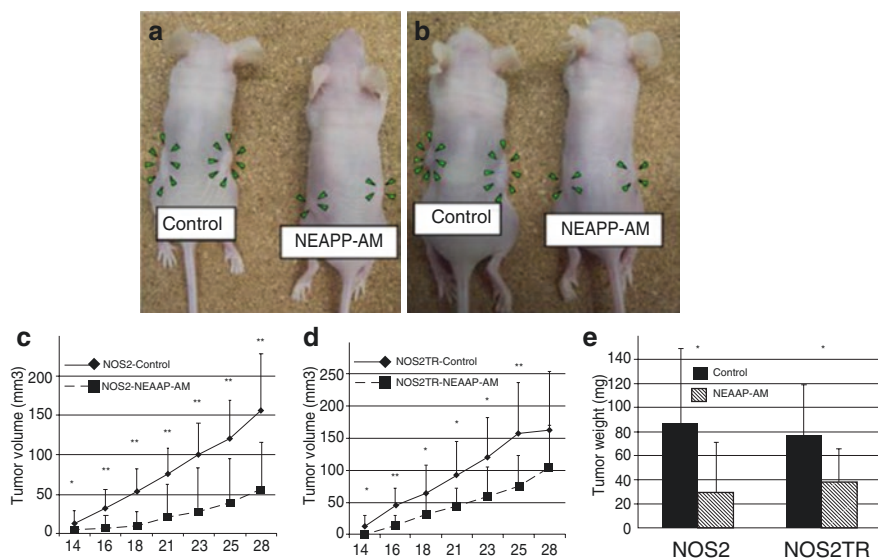 a
b
Control
NEAPP-AM
Control
NEAPP-AM
c
Tumor volume (mm3)
200
150
100
50
0
NOS2-Control
NOS2-NEAAP-AM
*
**
**
**
**
**
**
14 16 18 21 23 25 28
d
Tumor volume (mm3)
250
200
150
100
50
0
NOS2TR-Control
NOS2TR-NEAAP-AM
*
**
*
*
*
**
14 16 18 21 23 25 28
e
Tumor weight (mg)
140
120
100
80
60
40
20
0
*
*
Control
NEAAP-AM
NOS2 NOS2TR